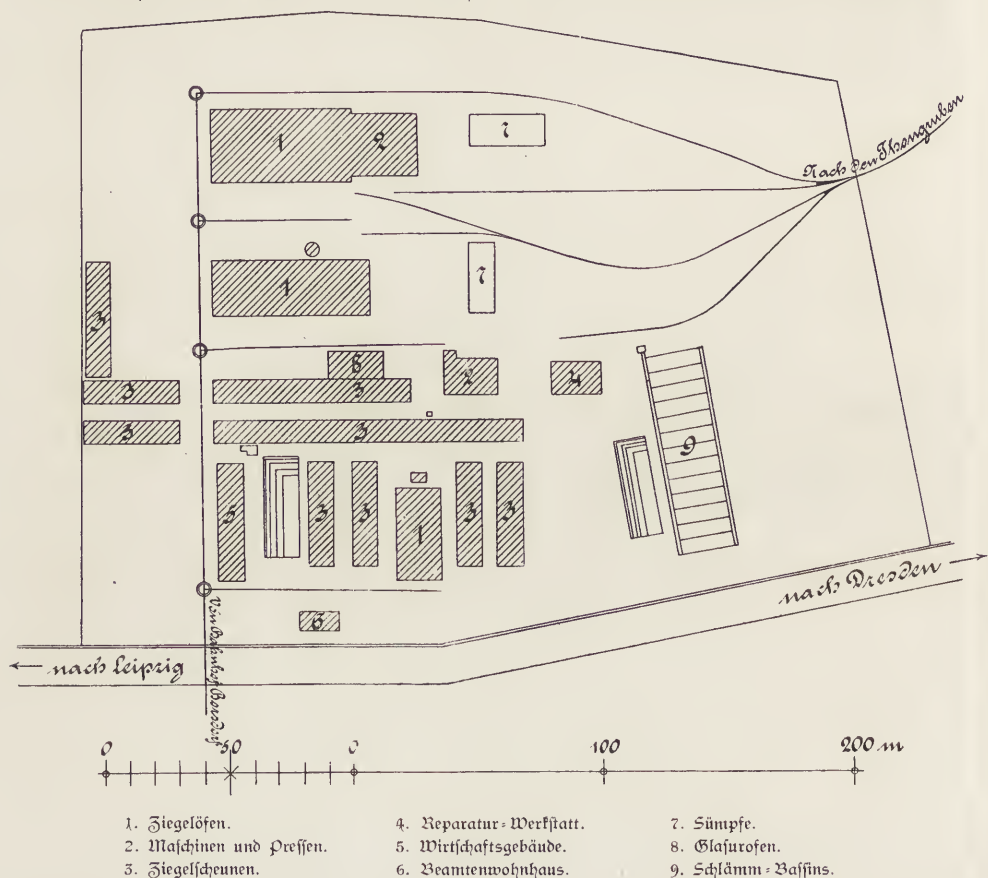 1
2
7
Nach den Thongruben
1
7
3
8
3
3
2
4
3
3
9
5
3
3
1
3
3
6
nach Dresden
← nach Leipzig
Von Bahnhof Borsdorf
0 50 0 100 200 m
1. Ziegelöfen.
2. Maschinen und Pressen.
3. Ziegelscheunen.
4. Reparatur-Werkstatt.
5. Wirtschaftsgebäude.
6. Beamtenwohnhaus.
7. Sümpfe.
8. Glasurofen.
9. Schlämm-Bassins.